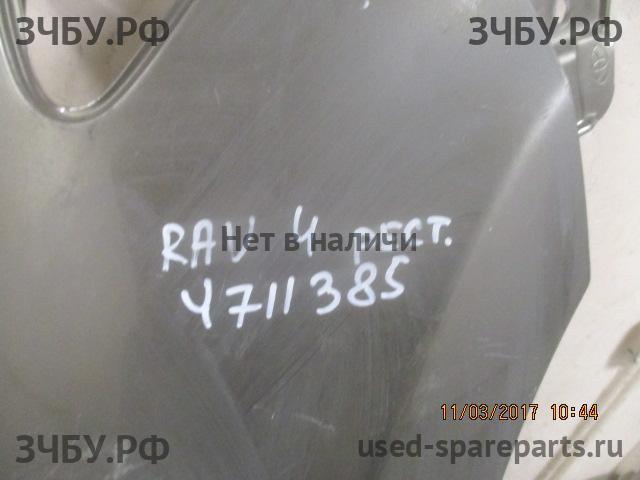 ЗЧБУ.РФ ЗЧБУ.РФ
RAV 4 рест.
Нет в наличи
4711385
11/03/2017 10:44
ЗЧБУ.РФ used-spareparts.ru